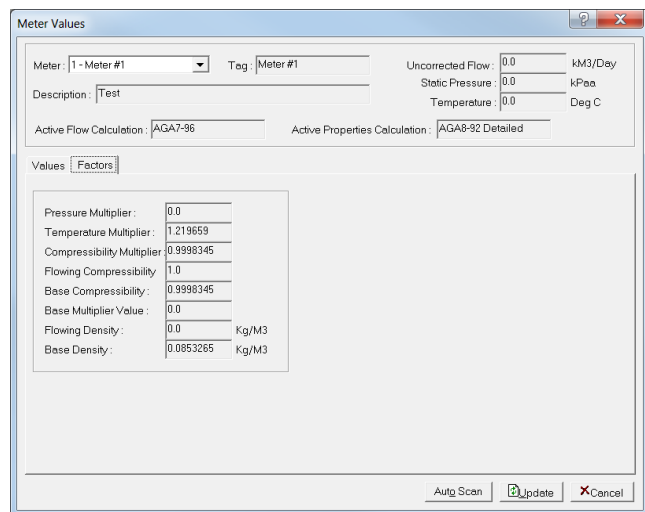 Meter Values
Meter : 1 - Meter #1 Tag : Meter #1 Uncorrected Flow : 0.0 kM3/Day
Static Pressure : 0.0 kPaa
Description : Test
Temperature : 0.0 Deg C
Active Flow Calculation : AGA7-96 Active Properties Calculation : AGA8-92 Detailed
Values Factors
Pressure Multiplier : 0.0
Temperature Multiplier : 1.219659
Compressibility Multiplier : 0.9998345
Flowing Compressibility 1.0
Base Compressibility : 0.9998345
Base Multiplier Value : 0.0
Flowing Density : 0.0 Kg/M3
Base Density : 0.0853265 Kg/M3
Auto Scan Update Cancel